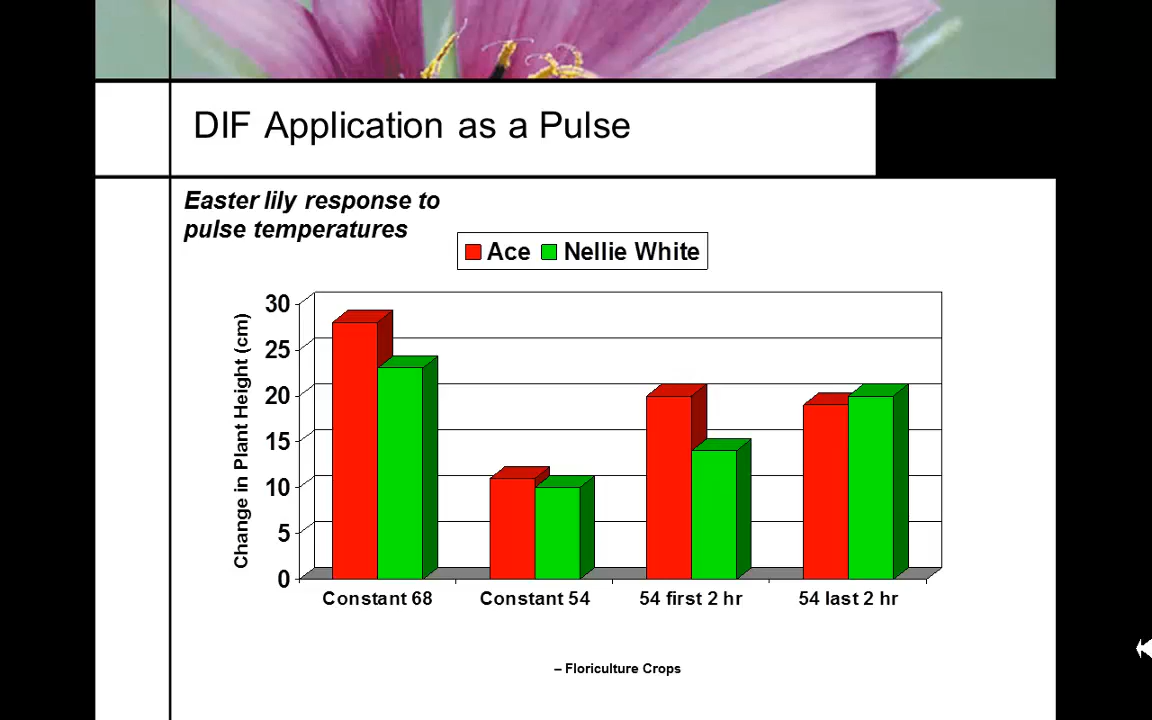 DIF Application as a Pulse
Easter lily response to
pulse temperatures
Ace Nellie White
Change in Plant Height (cm)
30
25
20
15
10
5
0
Constant 68 Constant 54 54 first 2 hr 54 last 2 hr
– Floriculture Crops